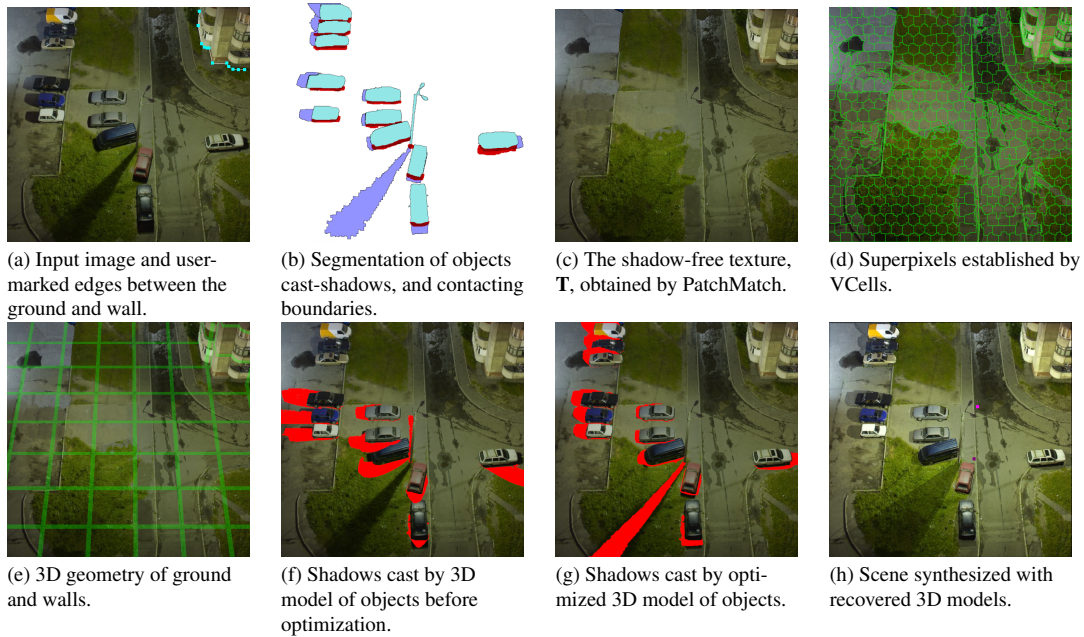 (a) Input image and user-
marked edges between the
ground and wall.
(b) Segmentation of objects
cast-shadows, and contacting
boundaries.
(c) The shadow-free texture,
T, obtained by PatchMatch.
(d) Superpixels established by
VCells.
(e) 3D geometry of ground
and walls.
(f) Shadows cast by 3D
model of objects before
optimization.
(g) Shadows cast by opti-
mized 3D model of objects.
(h) Scene synthesized with
recovered 3D models.